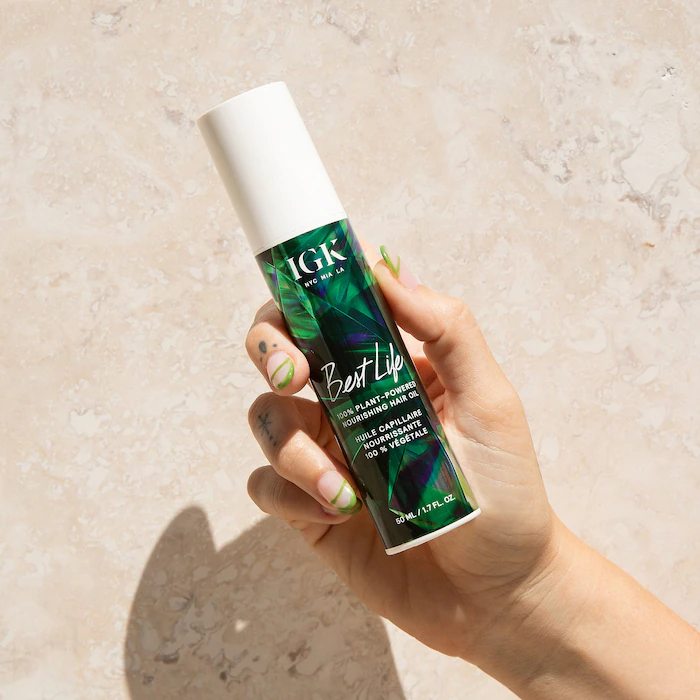 IGK
NYC MIA LA
Best Life
100% PLANT-POWERED
NOURISHING HAIR OIL
HUILE CAPILLAIRE
NOURRISSANTE
100 % VÉGÉTALE
50 ML / 1.7 FL. OZ.